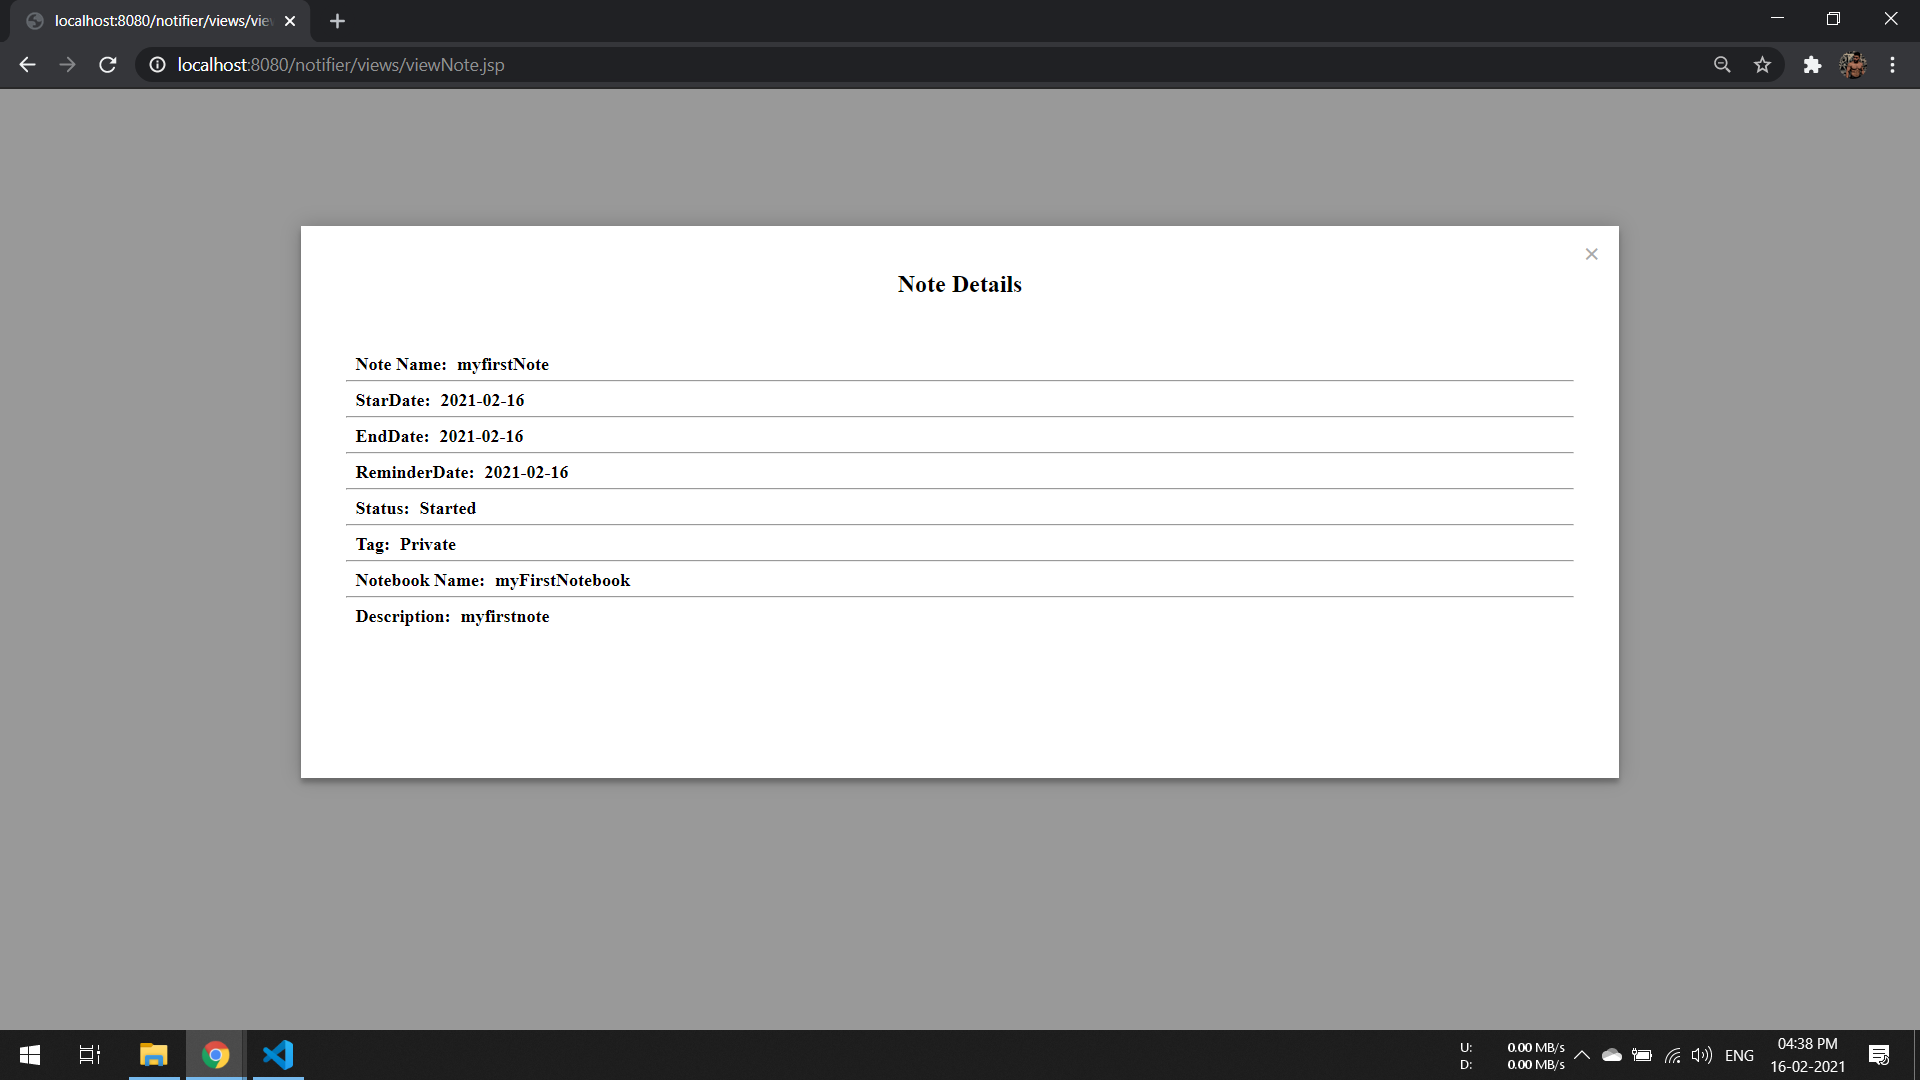 localhost:8080/notifier/views/vie
localhost:8080/notifier/views/viewNote.jsp
Note Details
Note Name: myfirstNote
StarDate: 2021-02-16
EndDate: 2021-02-16
ReminderDate: 2021-02-16
Status: Started
Tag: Private
Notebook Name: myFirstNotebook
Description: myfirstnote
U: 0.00 MB/s
D: 0.00 MB/s
ENG
04:38 PM
16-02-2021